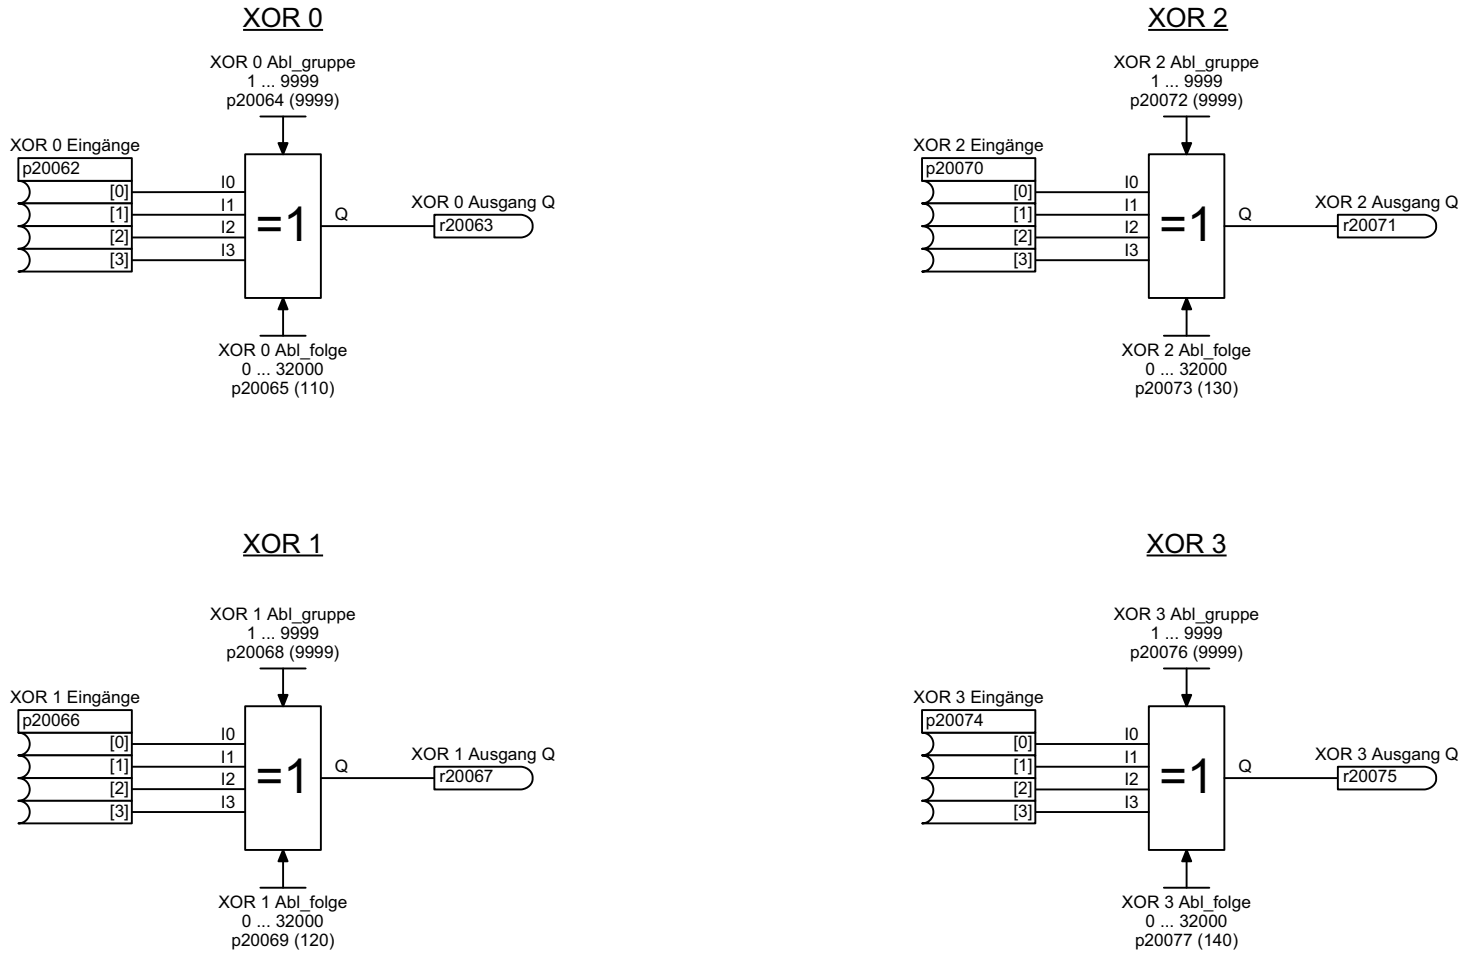 XOR 0
XOR 0 Abl_gruppe
1 ... 9999
p20064 (9999)
XOR 0 Eingänge
p20062
[0]
[1]
[2]
[3]
I0
I1
I2
I3
=1
Q
XOR 0 Ausgang Q
r20063
XOR 0 Abl_folge
0 ... 32000
p20065 (110)
XOR 2
XOR 2 Abl_gruppe
1 ... 9999
p20072 (9999)
XOR 2 Eingänge
p20070
[0]
[1]
[2]
[3]
I0
I1
I2
I3
=1
Q
XOR 2 Ausgang Q
r20071
XOR 2 Abl_folge
0 ... 32000
p20073 (130)
XOR 1
XOR 1 Abl_gruppe
1 ... 9999
p20068 (9999)
XOR 1 Eingänge
p20066
[0]
[1]
[2]
[3]
I0
I1
I2
I3
=1
Q
XOR 1 Ausgang Q
r20067
XOR 1 Abl_folge
0 ... 32000
p20069 (120)
XOR 3
XOR 3 Abl_gruppe
1 ... 9999
p20076 (9999)
XOR 3 Eingänge
p20074
[0]
[1]
[2]
[3]
I0
I1
I2
I3
=1
Q
XOR 3 Ausgang Q
r20075
XOR 3 Abl_folge
0 ... 32000
p20077 (140)